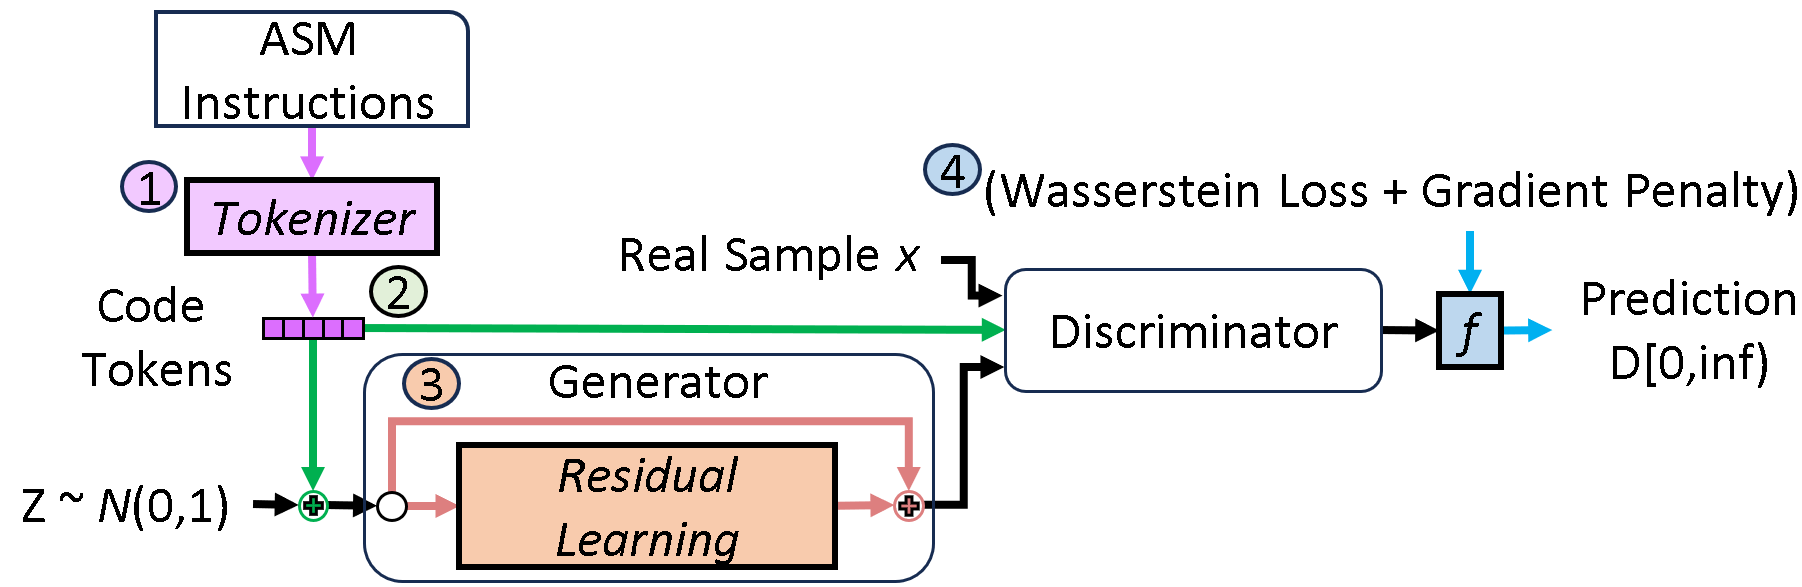 ASM
Instructions
1
Tokenizer
Code
Tokens
2
Z ~ N(0,1)
3
Generator
Residual
Learning
Real Sample x
Discriminator
4
(Wasserstein Loss + Gradient Penalty)
f
Prediction
D[0,inf)